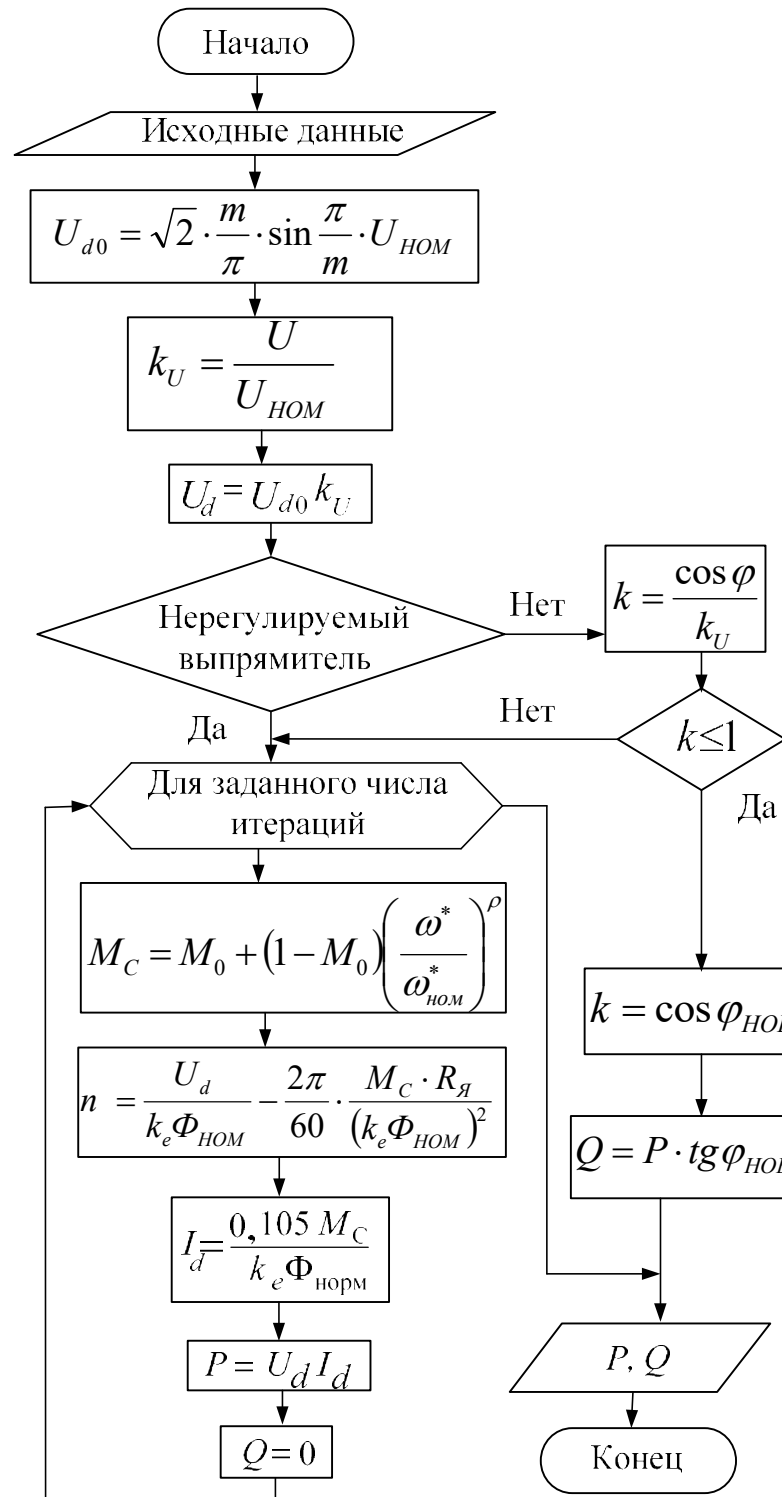 Начало
Исходные данные
U_{d0} = √2 · m/π · sin π/m · U_{НОМ}
k_U = U/U_{НОМ}
U_d = U_{d0} k_U
Нерегулируемый
выпрямитель
Нет
k = cos φ/k_U
Да
Нет
k≤1
Да
Для заданного числа
итераций
M_C = M_0 + (1 − M_0)(ω^*/ω^*_{ном})^ρ
k = cos φ_{НОМ}
n = U_d/(k_e Φ_{НОМ}) − 2π/60 · (M_C · R_Я)/(k_e Φ_{НОМ})^2
Q = P · tg φ_{НОМ}
I_d = 0,105 M_C/(k_e Φ_{норм})
P = U_d I_d
P, Q
Q = 0
Конец